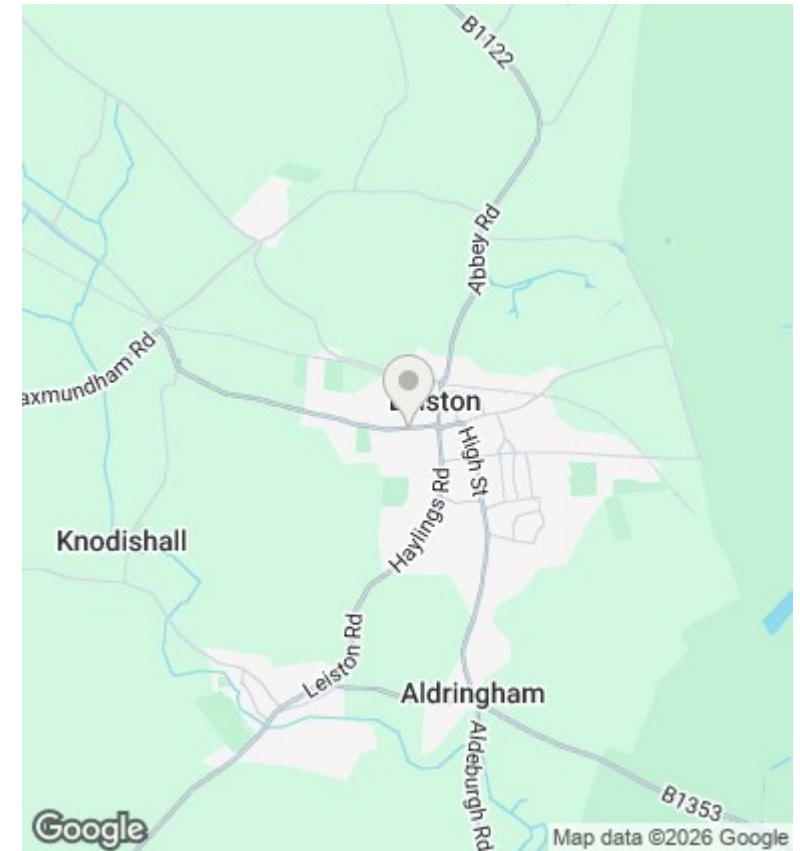 B1122
Abbey Rd
axmundham Rd
High St
Haylings Rd
Knodishall
Leiston Rd
Aldringham
Aldeburgh Rd
B1353
Google
Map data ©2026 Google